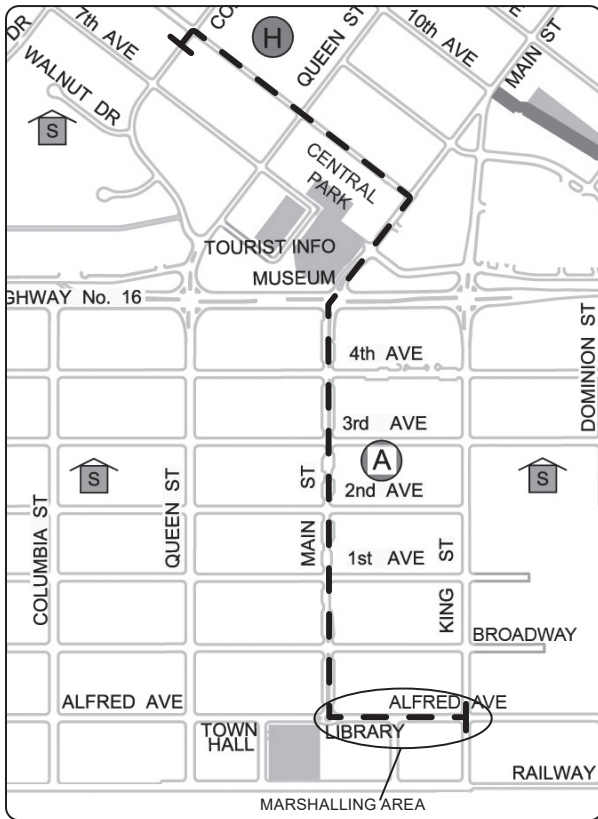 DR
7th AVE
CO
H
QUEEN ST
10th AVE
E
MAIN ST
WALNUT DR
S
CENTRAL
PARK
TOURIST INFO
MUSEUM
GHWAY No. 16
4th AVE
DOMINION ST
3rd AVE
A
S
S
2nd AVE
COLUMBIA ST
QUEEN ST
MAIN ST
1st AVE
KING ST
BROADWAY
ALFRED AVE
ALFRED AVE
TOWN
HALL
LIBRARY
RAILWAY
MARSHALLING AREA